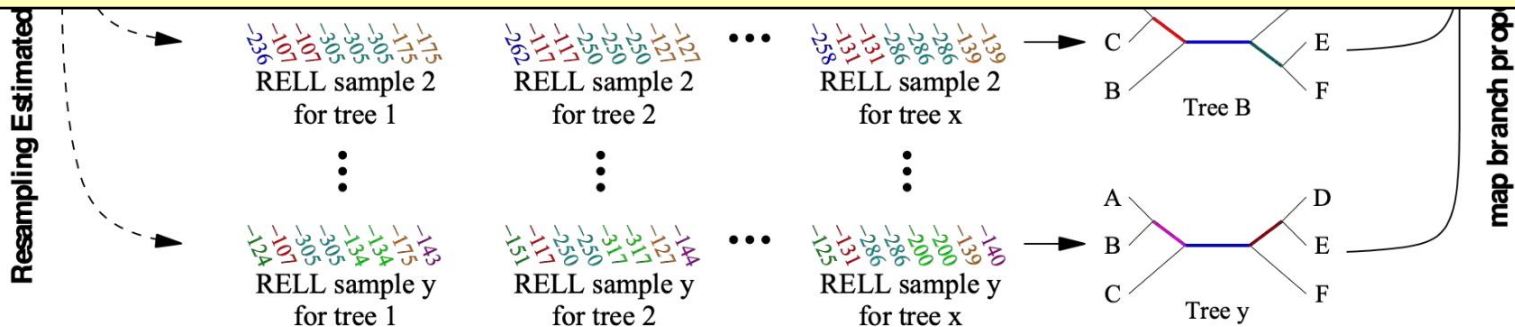 Resampling Estimated
-236 -107 -107 -305 -305 -305 -175 -175
RELL sample 2
for tree 1
-262 -117 -117 -250 -250 -250 -127 -127
RELL sample 2
for tree 2
-258 -131 -131 -286 -286 -286 -139 -139
RELL sample 2
for tree x
C
B
E
F
Tree B
-124 -107 -305 -305 -134 -134 -175 -143
RELL sample y
for tree 1
-151 -117 -250 -250 -317 -317 -127 -144
RELL sample y
for tree 2
-125 -131 -286 -286 -200 -200 -139 -140
RELL sample y
for tree x
A
B
C
D
E
F
Tree y
map branch